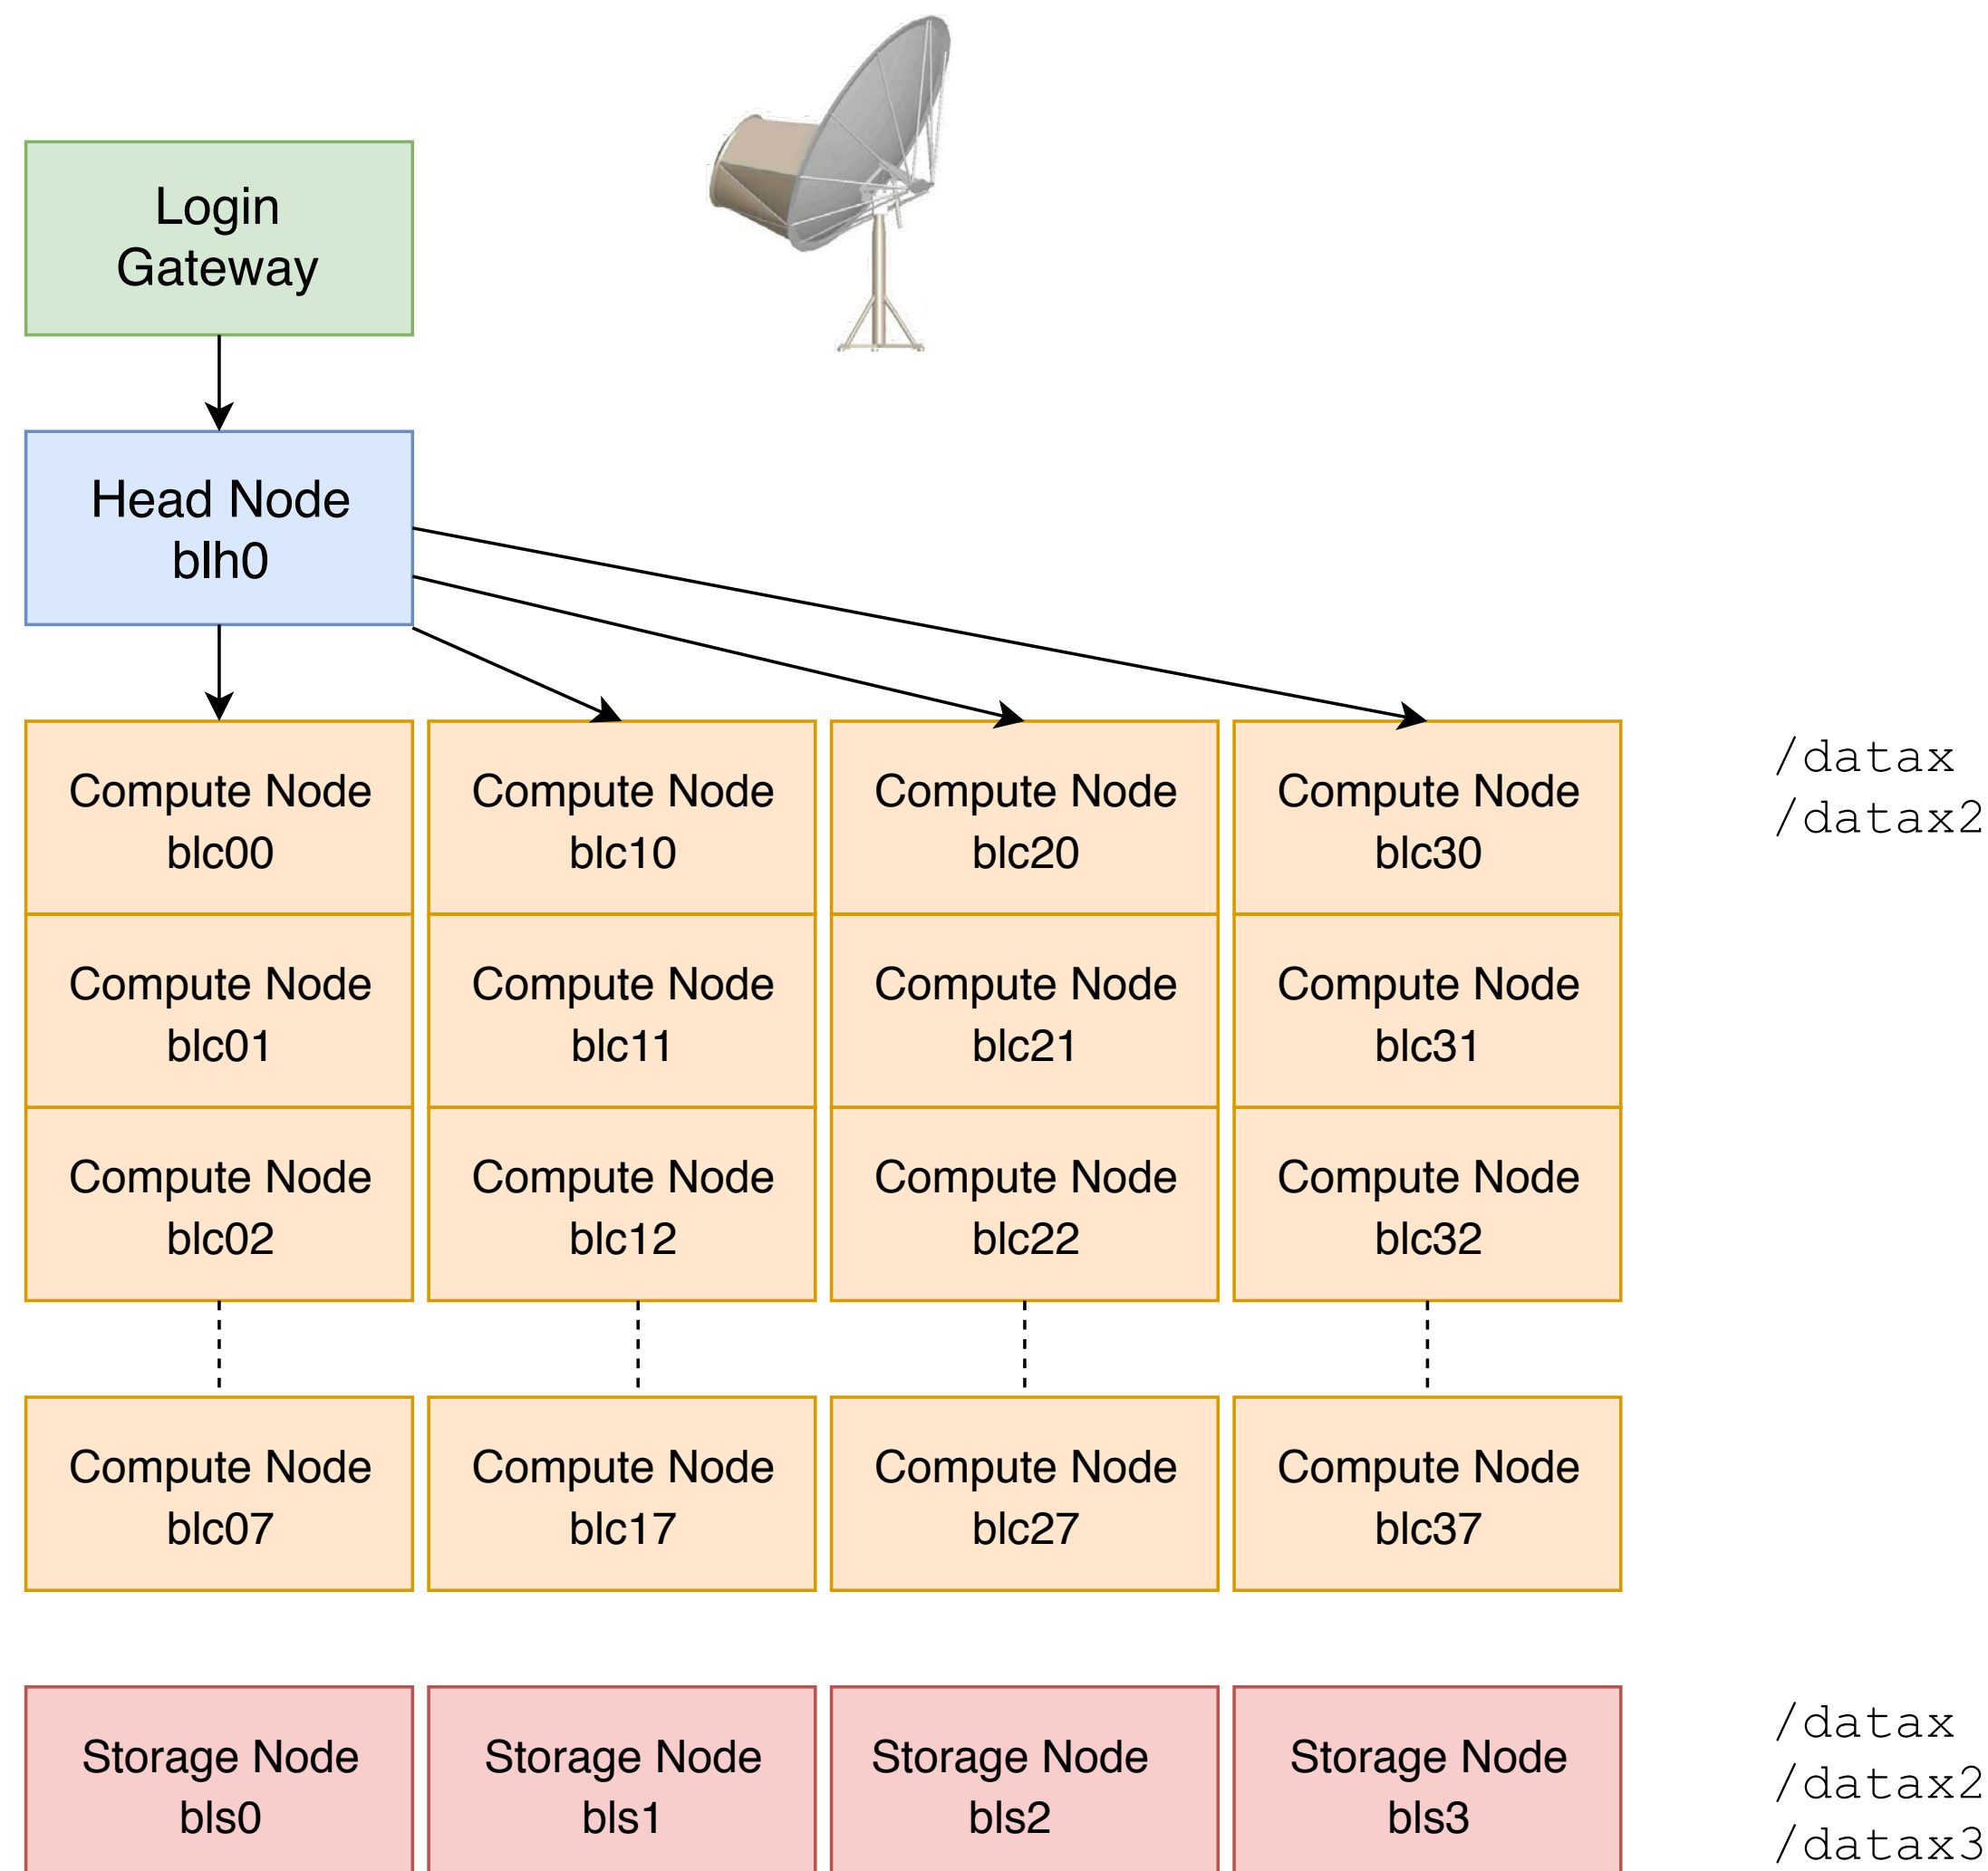 Login
Gateway
Head Node
blh0
Compute Node
blc00
Compute Node
blc10
Compute Node
blc20
Compute Node
blc30
/datax
/datax2
Compute Node
blc01
Compute Node
blc11
Compute Node
blc21
Compute Node
blc31
Compute Node
blc02
Compute Node
blc12
Compute Node
blc22
Compute Node
blc32
Compute Node
blc07
Compute Node
blc17
Compute Node
blc27
Compute Node
blc37
Storage Node
bls0
Storage Node
bls1
Storage Node
bls2
Storage Node
bls3
/datax
/datax2
/datax3